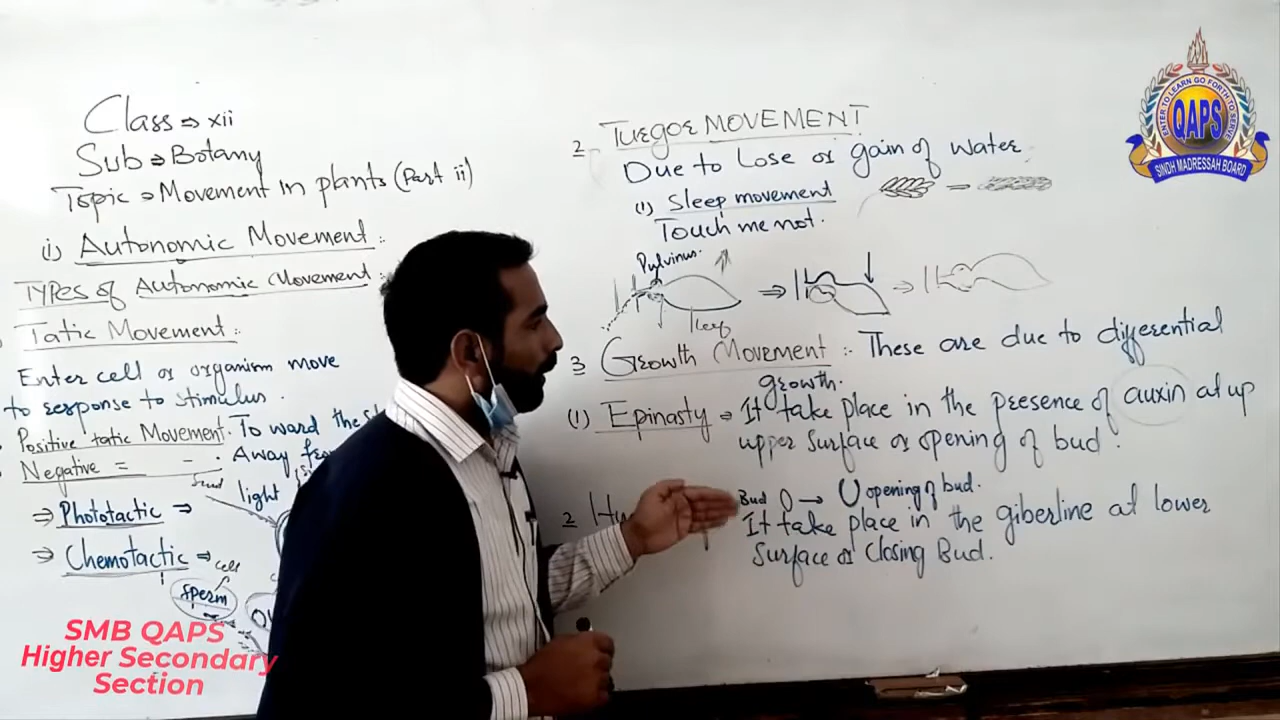 Class ⇒ xii
Sub ⇒ Botany
Topic ⇒ Movement in plants (Part ii)
(i) Autonomic Movement :-
TYPES of Autonomic Movement :
Tatic Movement :-
Enter cell or organism move
to response to stimulus.
Positive tatic Movement. To ward the
Negative = — - . Away
⇒ Phototactic ⇒ light
⇒ Chemotactic ⇒ cell
sperm
2- Turgor MOVEMENT
Due to Lose or gain of water.
(1) Sleep movement
Touch me not.
Pulvinus.
leaf
3 Growth Movement :- These are due to differential
growth.
(1) Epinasty ⇒ It take place in the presence of auxin at up
upper surface or opening of bud.
Bud → opening of bud.
2 It take place in the giberline at lower
surface or closing Bud.
ENTER TO LEARN GO FORTH TO SERVE
QAPS
SINDH MADRESSAH BOARD
SMB QAPS
Higher Secondary
Section